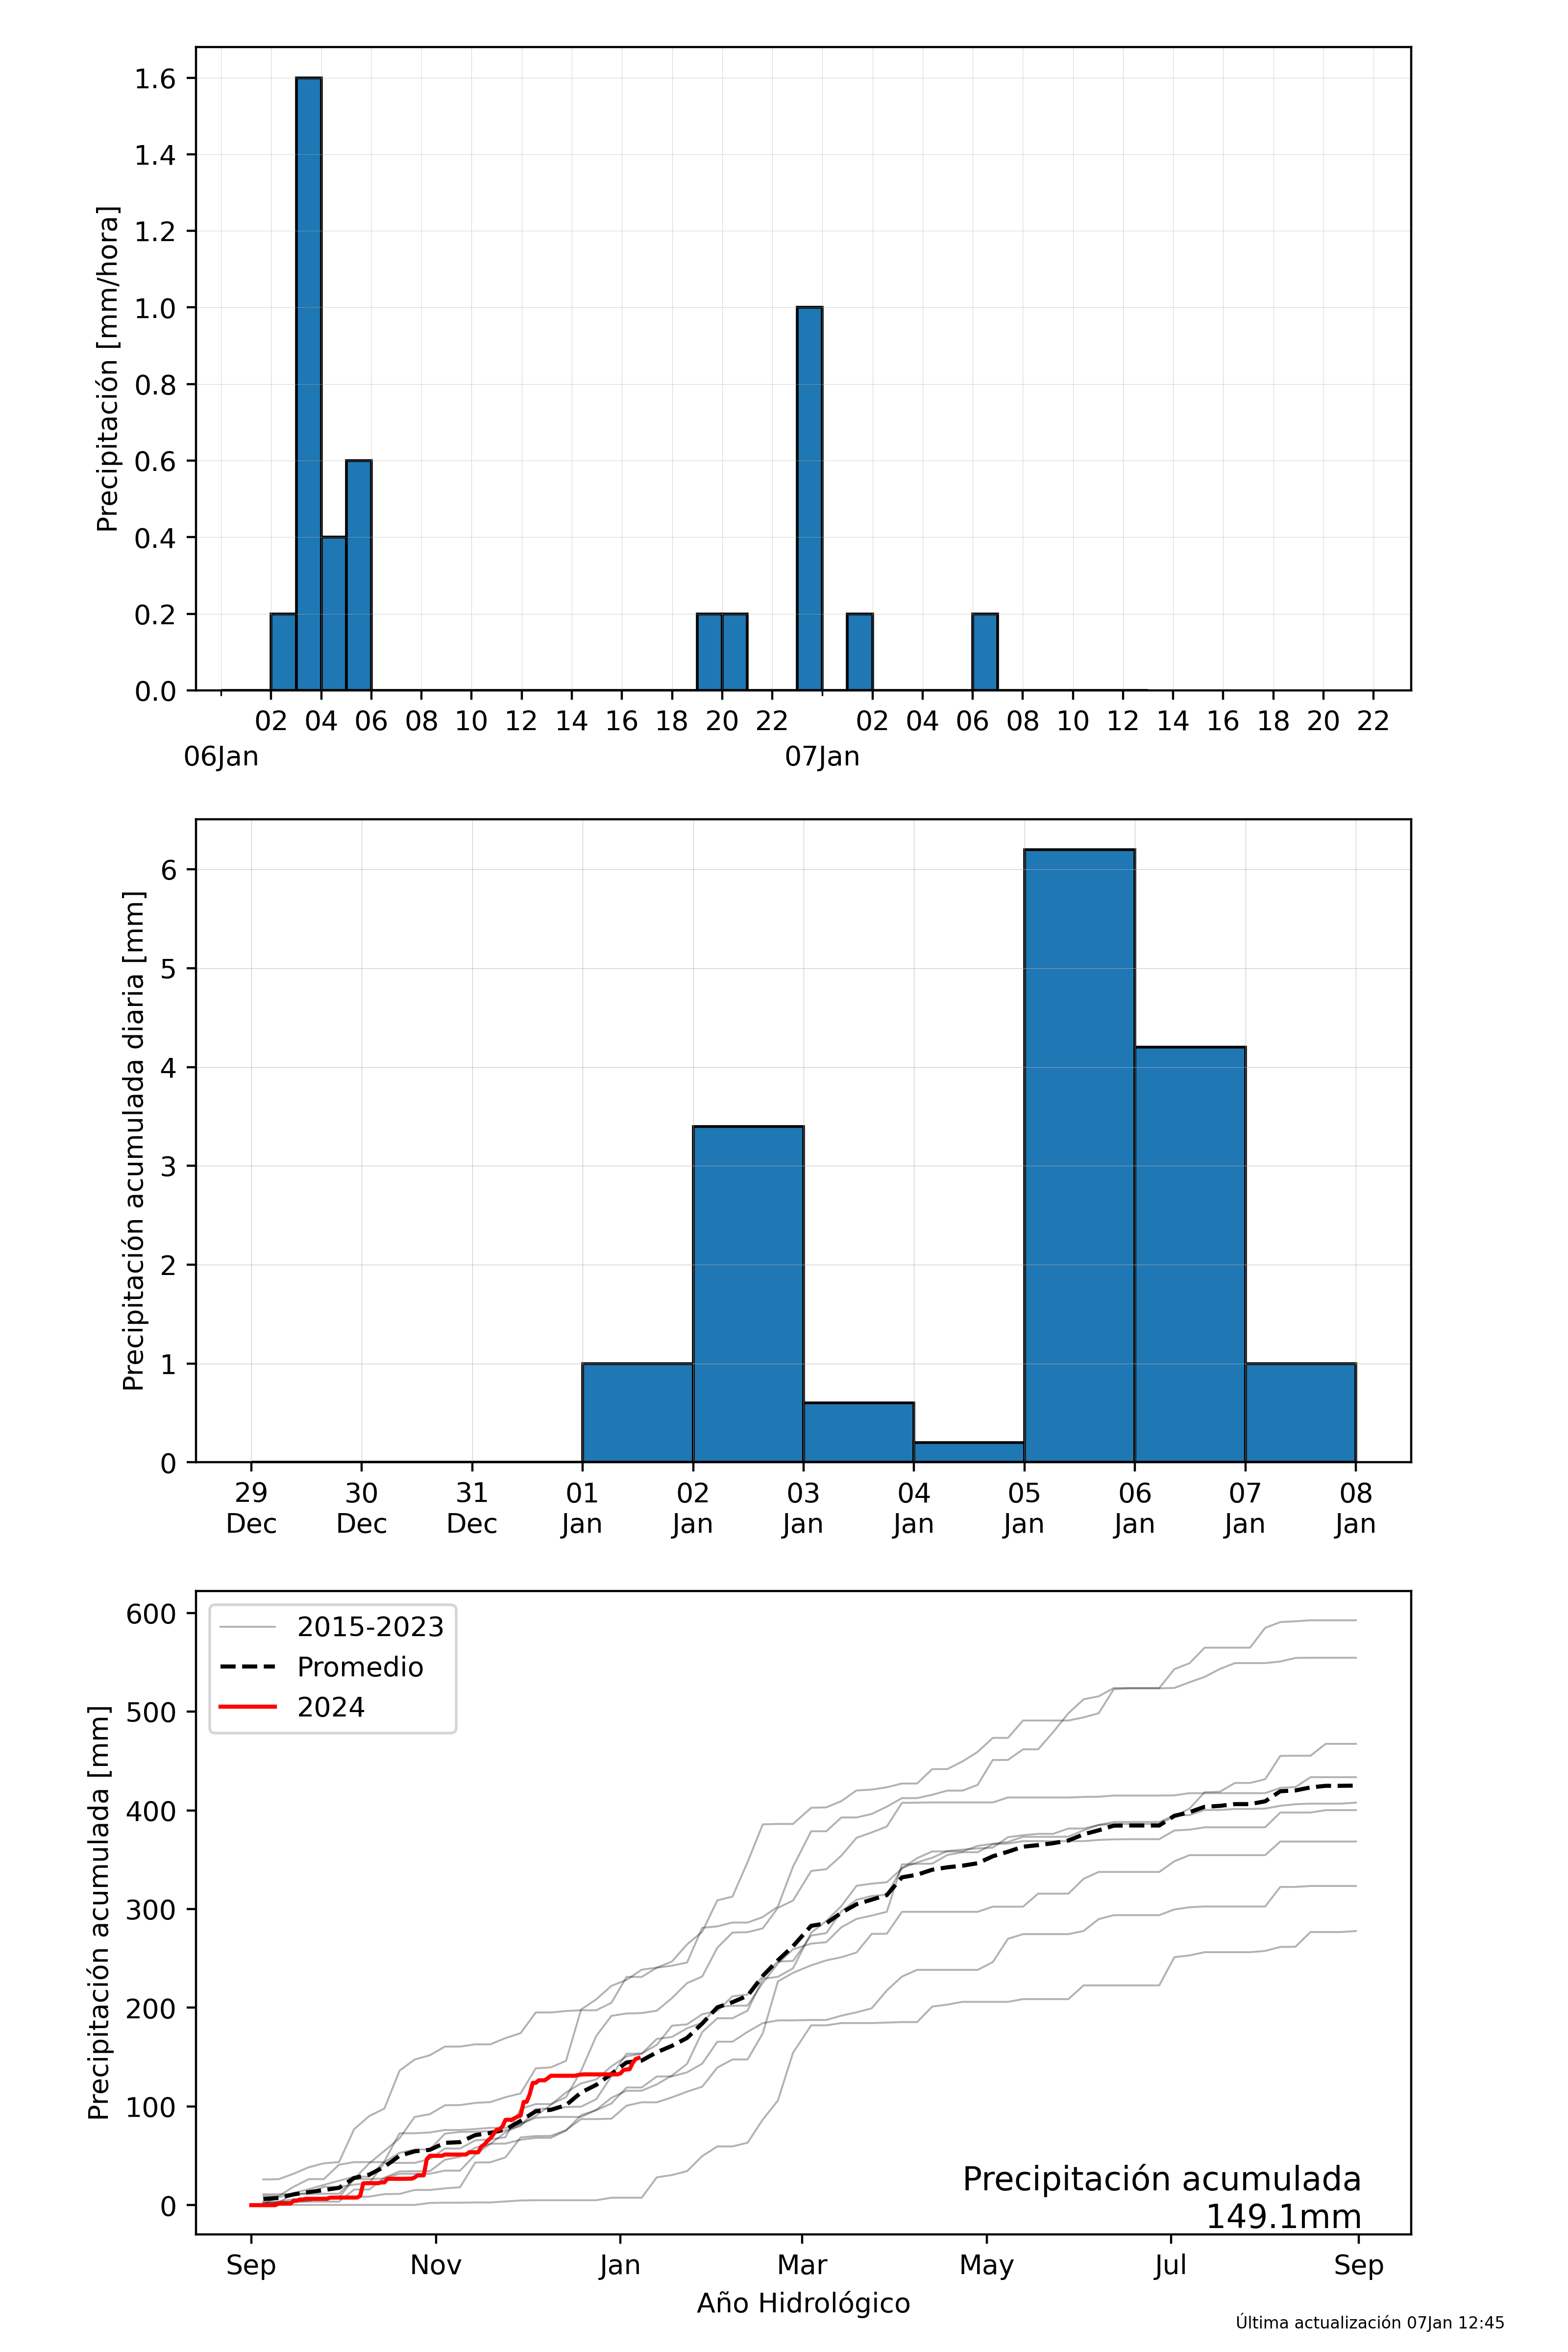 Precipitación [mm/hora]
1.6
1.4
1.2
1.0
0.8
0.6
0.4
0.2
0.0
02 04 06 08 10 12 14 16 18 20 22 02 04 06 08 10 12 14 16 18 20 22
06Jan 07Jan
Precipitación acumulada diaria [mm]
6
5
4
3
2
1
0
29 30 31 01 02 03 04 05 06 07 08
Dec Dec Dec Jan Jan Jan Jan Jan Jan Jan Jan
Precipitación acumulada [mm]
600
500
400
300
200
100
0
2015-2023
Promedio
2024
Precipitación acumulada
149.1mm
Sep Nov Jan Mar May Jul Sep
Año Hidrológico
Última actualización 07Jan 12:45